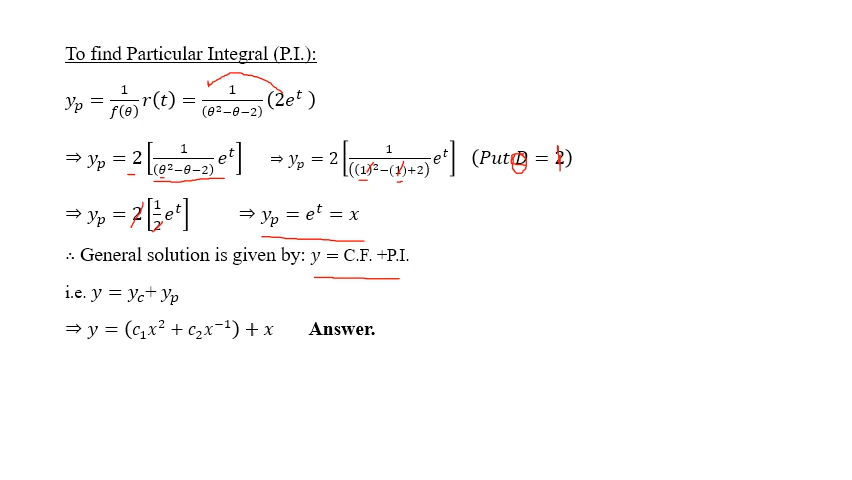 To find Particular Integral (P.I.):
y_p = 1/f(θ) r(t) = 1/(θ²−θ−2) (2e^t )
⇒ y_p = 2 [1/(θ²−θ−2) e^t] ⇒ y_p = 2 [1/((1)²−(1)+2) e^t] (Put D = 2)
⇒ y_p = 2 [1/2 e^t] ⇒ y_p = e^t = x
∴ General solution is given by: y = C.F. +P.I.
i.e. y = y_c+ y_p
⇒ y = (c₁x² + c₂x⁻¹) + x Answer.